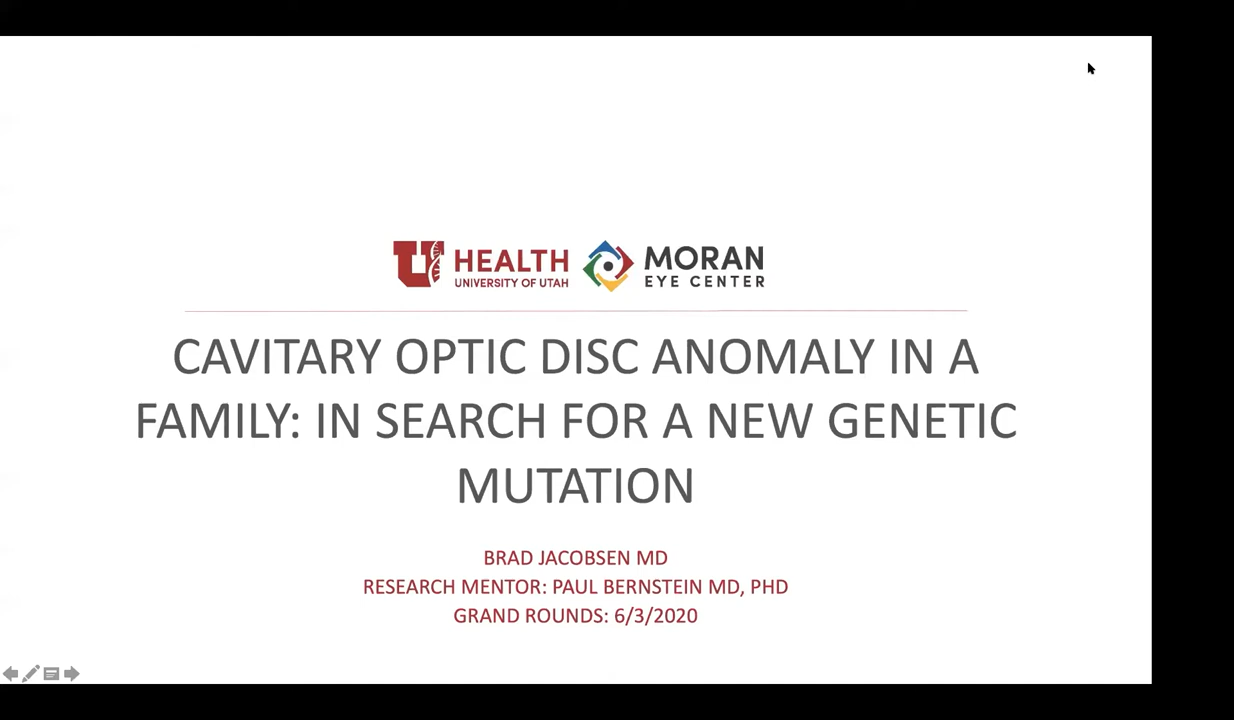 HEALTH
UNIVERSITY OF UTAH
MORAN
EYE CENTER
CAVITARY OPTIC DISC ANOMALY IN A
FAMILY: IN SEARCH FOR A NEW GENETIC
MUTATION
BRAD JACOBSEN MD
RESEARCH MENTOR: PAUL BERNSTEIN MD, PHD
GRAND ROUNDS: 6/3/2020